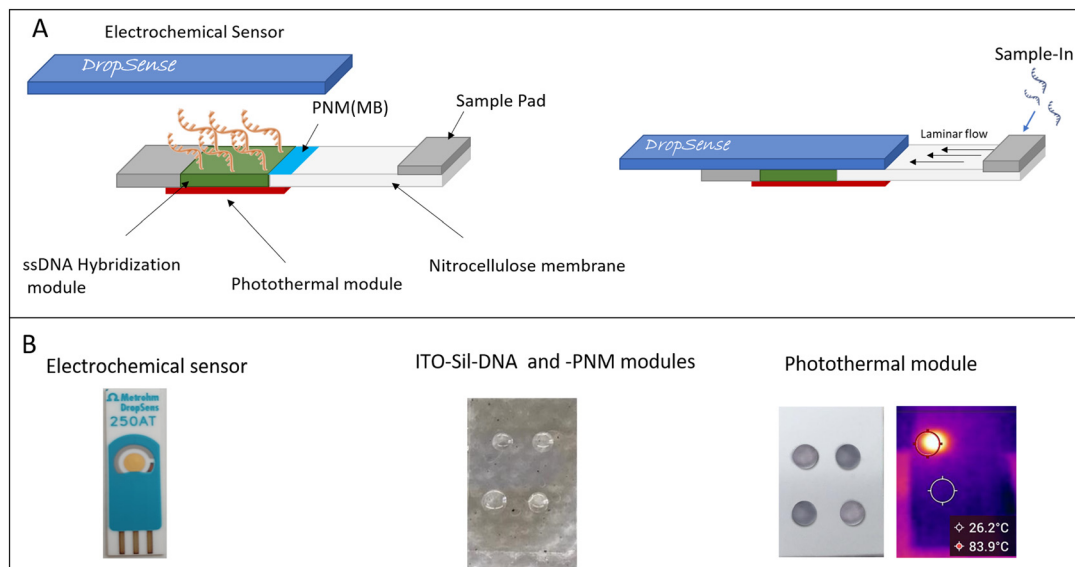 A
Electrochemical Sensor
DropSense
PNM(MB)
Sample Pad
ssDNA Hybridization
module
Photothermal module
Nitrocellulose membrane
Sample-In
Laminar flow
DropSense
B
Electrochemical sensor
Metrohm
DropSens
250AT
ITO-Sil-DNA and -PNM modules
Photothermal module
26.2°C
83.9°C